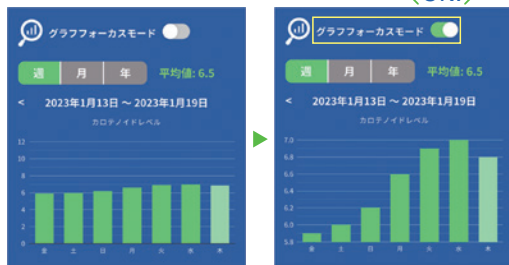 グラフフォーカスモード
週 月 年 平均値: 6.5
< 2023年1月13日 ～ 2023年1月19日
カロテノイドレベル
12
10
8
6
4
2
0
金 土 日 月 火 水 木
グラフフォーカスモード
週 月 年 平均値: 6.5
< 2023年1月13日 ～ 2023年1月19日
カロテノイドレベル
7.0
6.8
6.6
6.4
6.2
6.0
5.8
金 土 日 月 火 水 木